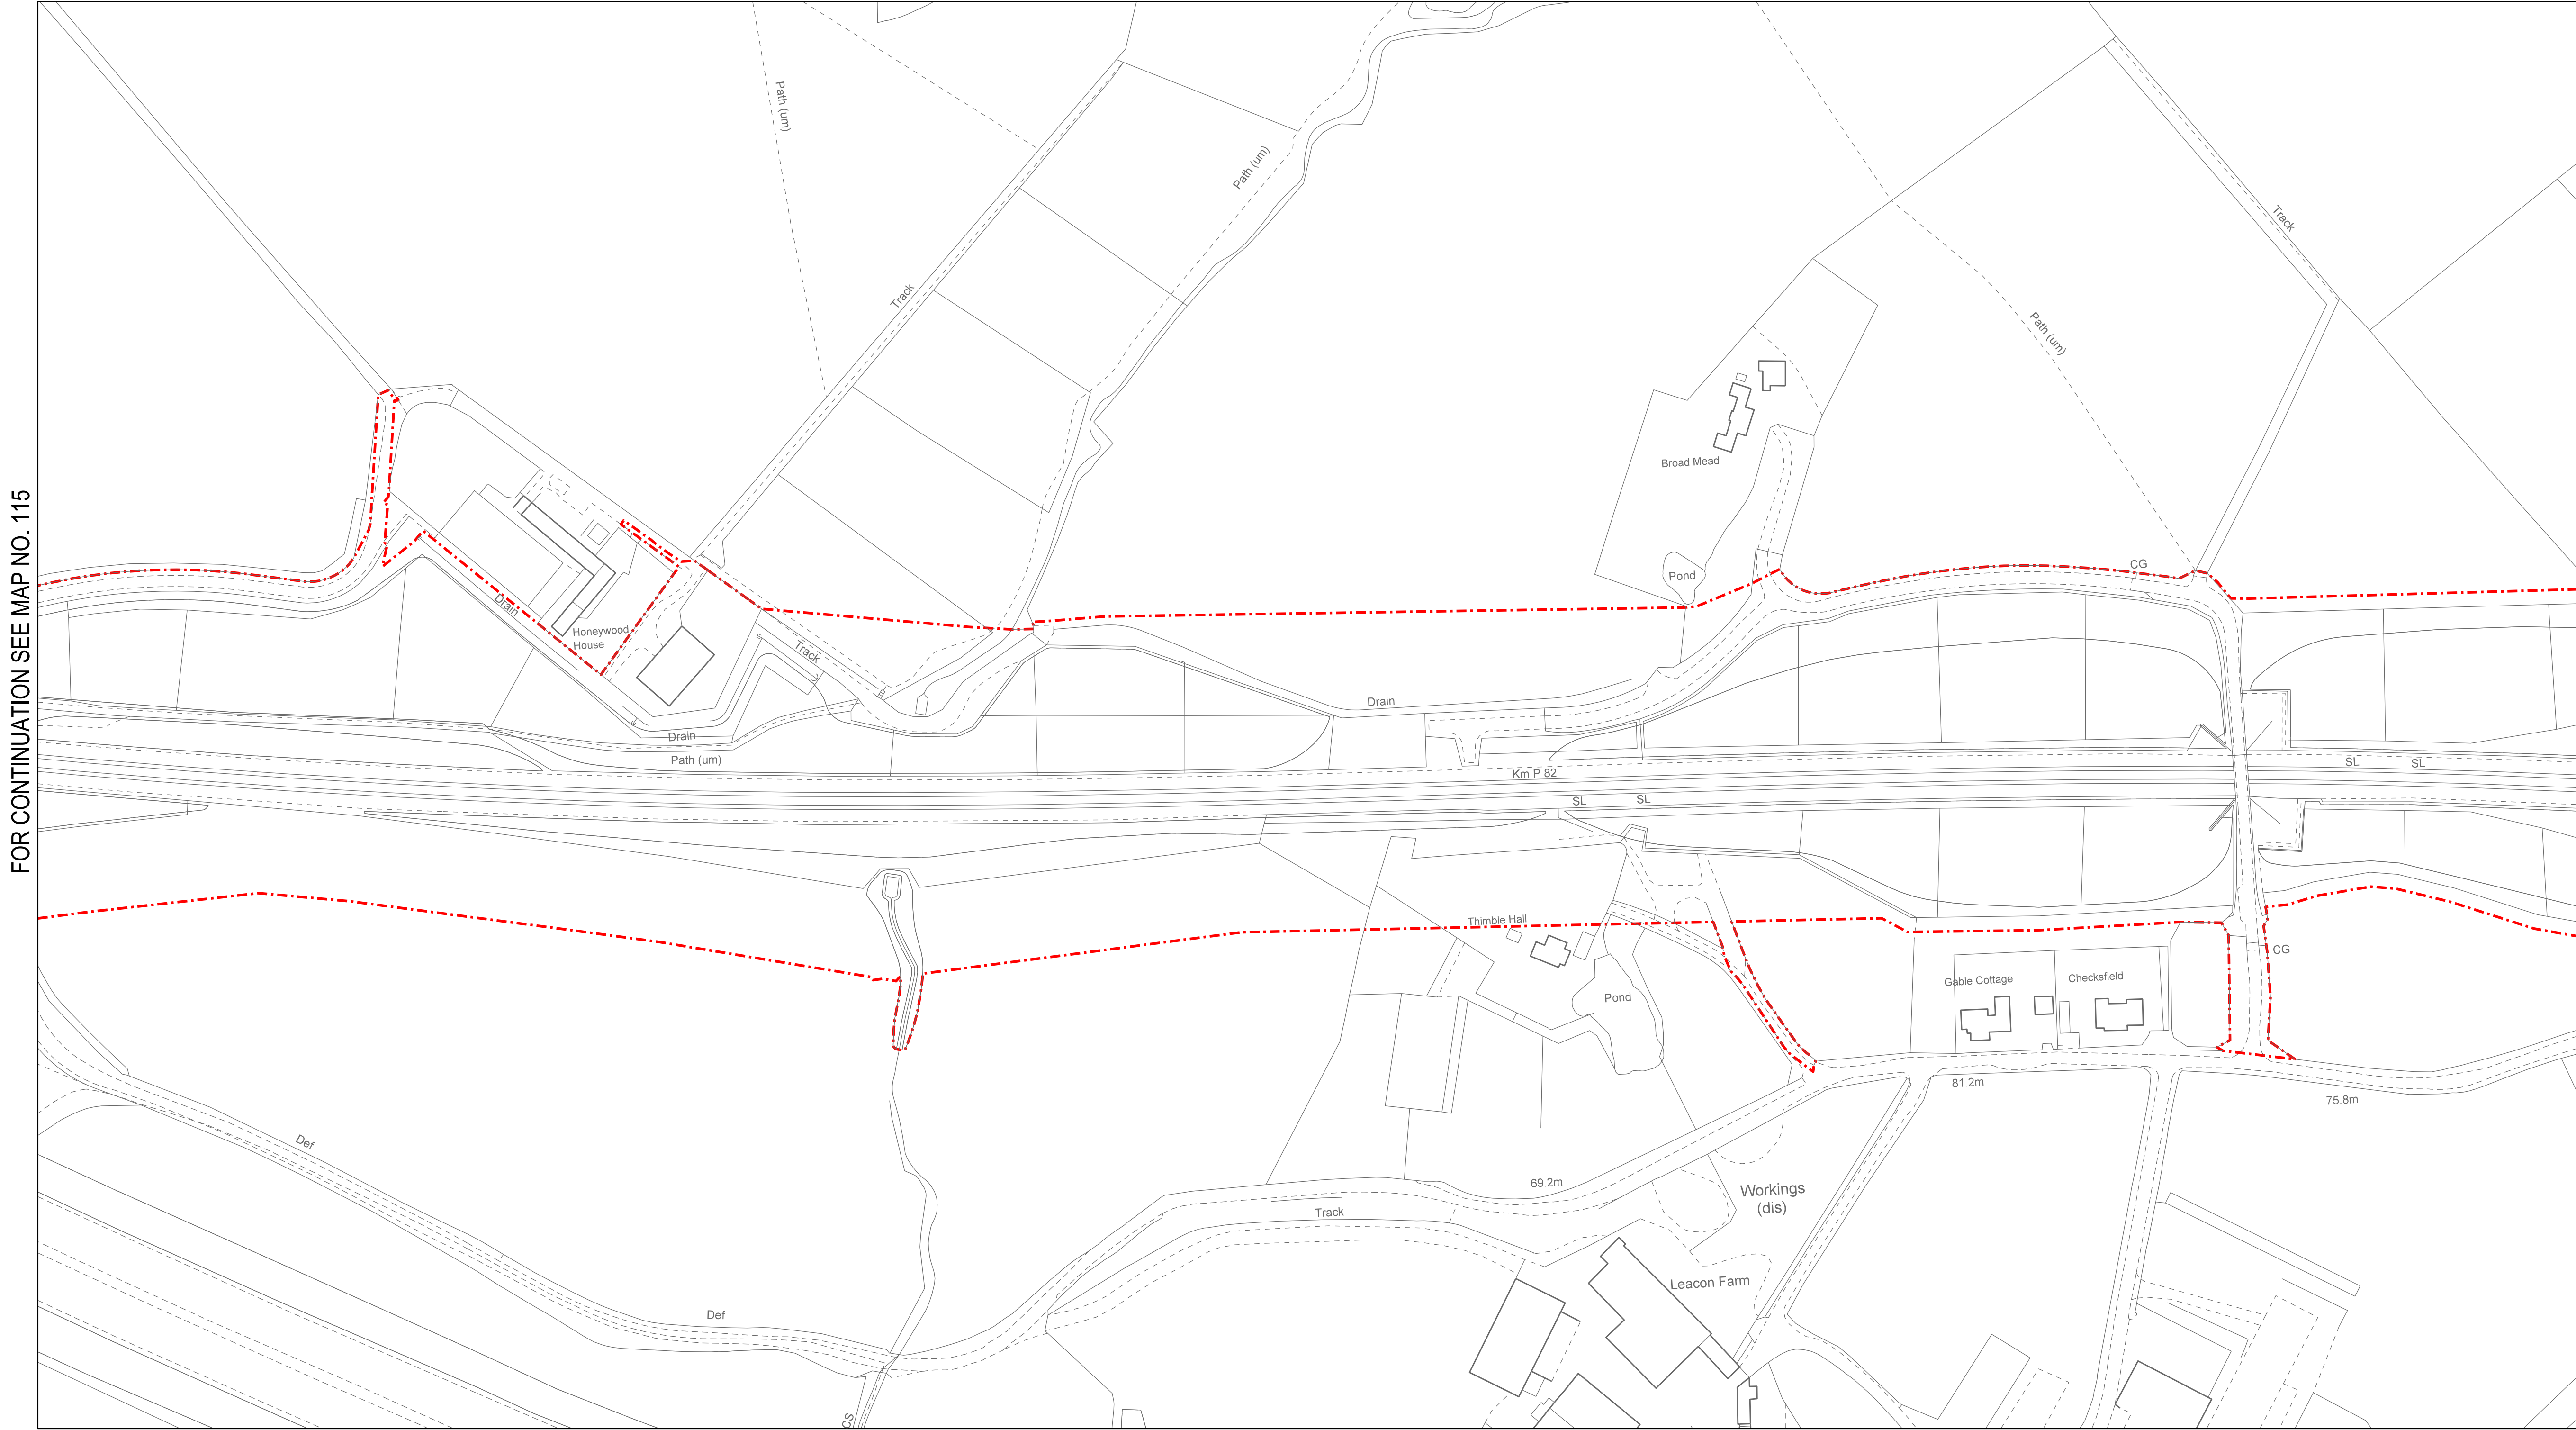 FOR CONTINUATION SEE MAP NO. 115
Path (um)
Path (um)
Track
Track
Path (um)
Broad Mead
Pond
CG
Drain
Honeywood
House
Track
Drain
Drain
Path (um)
Km P 82
SL
SL
SL
SL
Thimble Hall
Pond
CG
Gable Cottage
Checksfield
81.2m
75.8m
Def
69.2m
Workings
(dis)
Track
Leacon Farm
Def
CS